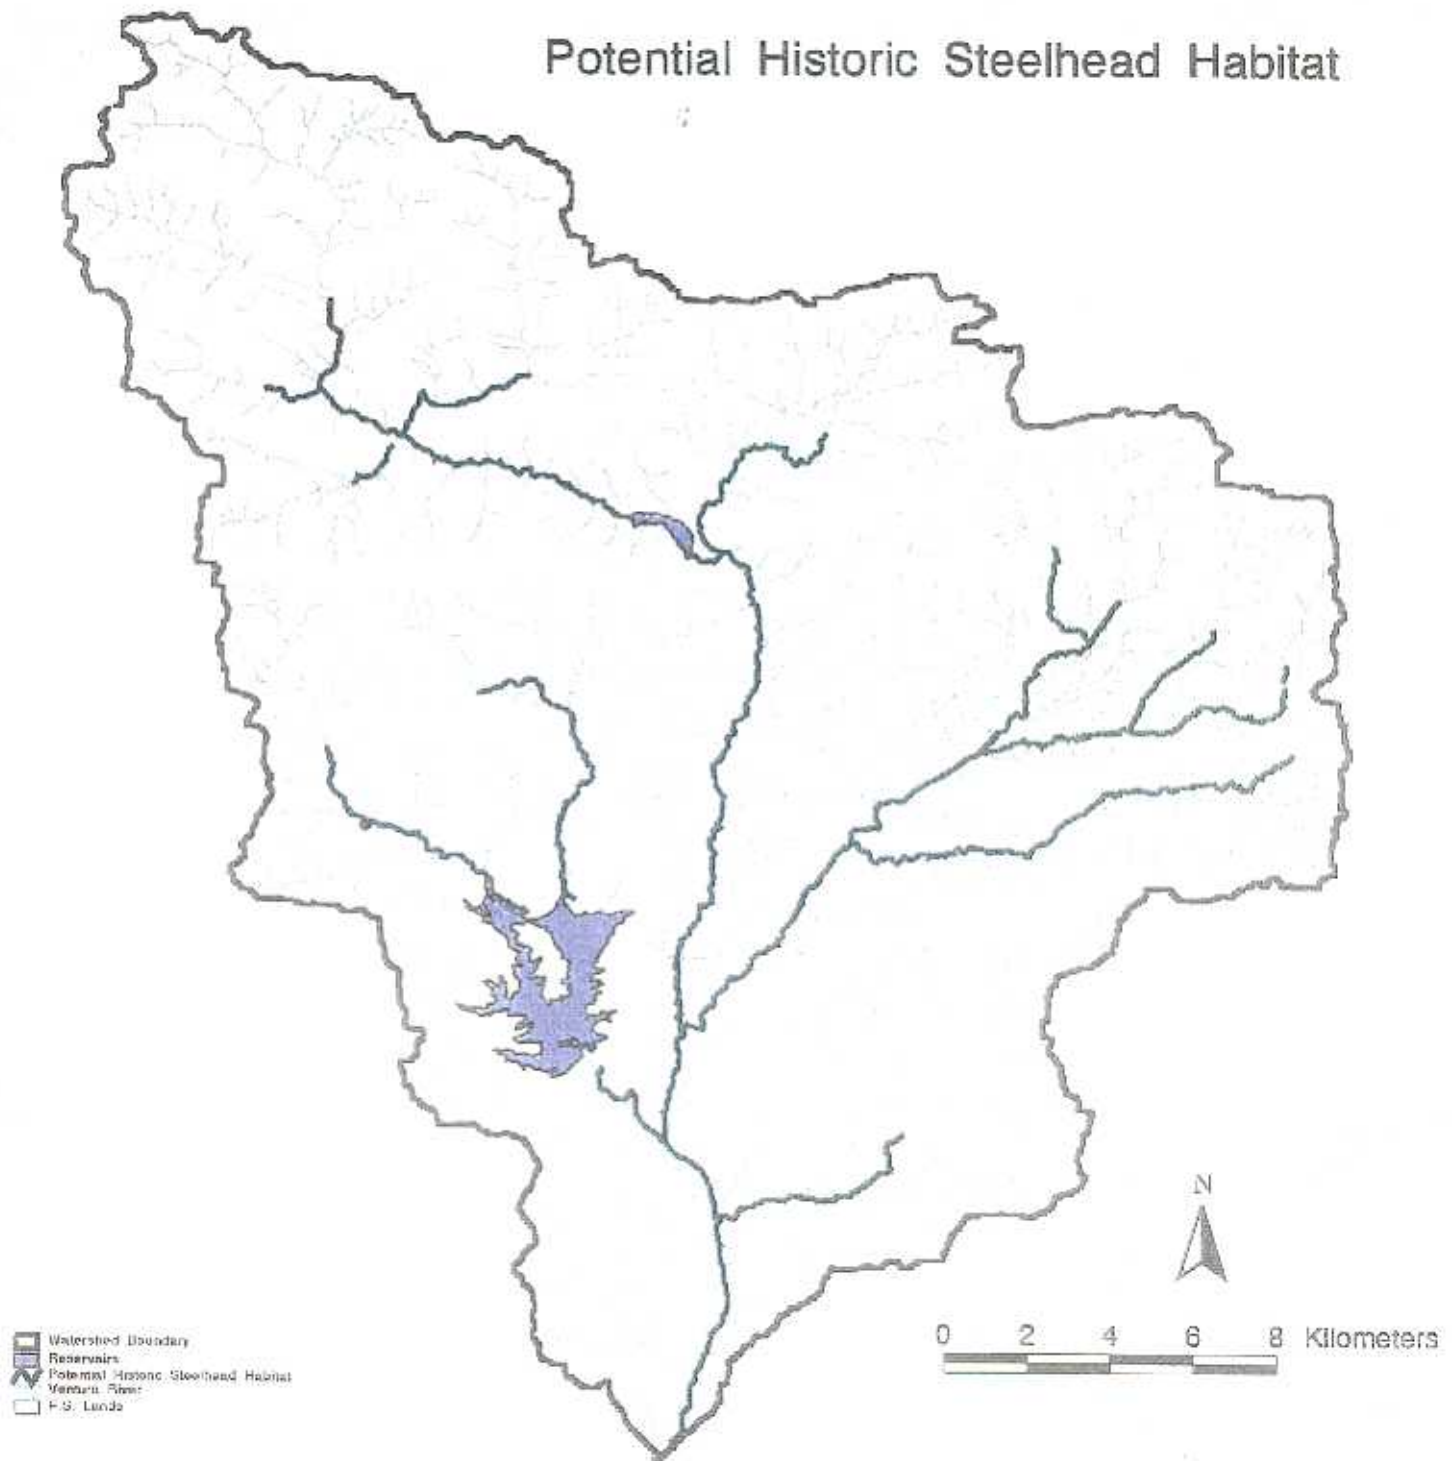 Potential Historic Steelhead Habitat
N
0 2 4 6 8 Kilometers
Watershed Boundary
Reservoirs
Potential Historic Steelhead Habitat
Ventura River
F.S. Lands